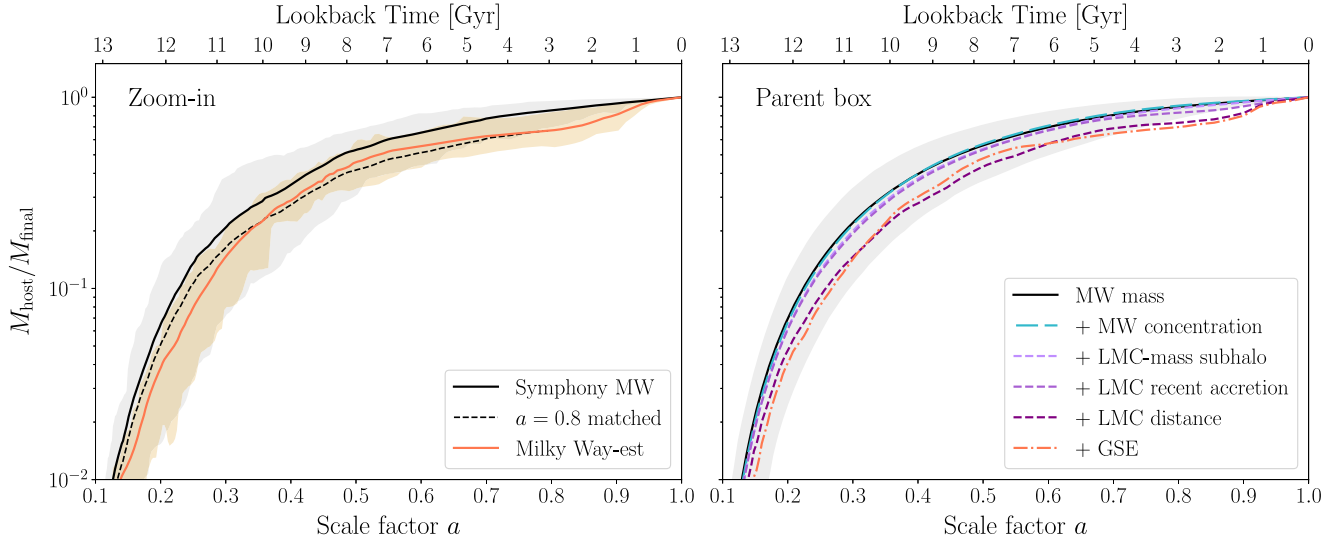 Lookback Time [Gyr]
13 12 11 10 9 8 7 6 5 4 3 2 1 0
Zoom-in
M_host/M_final
10^0
10^-1
10^-2
Symphony MW
a = 0.8 matched
Milky Way-est
0.1 0.2 0.3 0.4 0.5 0.6 0.7 0.8 0.9 1.0
Scale factor a
Lookback Time [Gyr]
13 12 11 10 9 8 7 6 5 4 3 2 1 0
Parent box
MW mass
+ MW concentration
+ LMC-mass subhalo
+ LMC recent accretion
+ LMC distance
+ GSE
0.1 0.2 0.3 0.4 0.5 0.6 0.7 0.8 0.9 1.0
Scale factor a